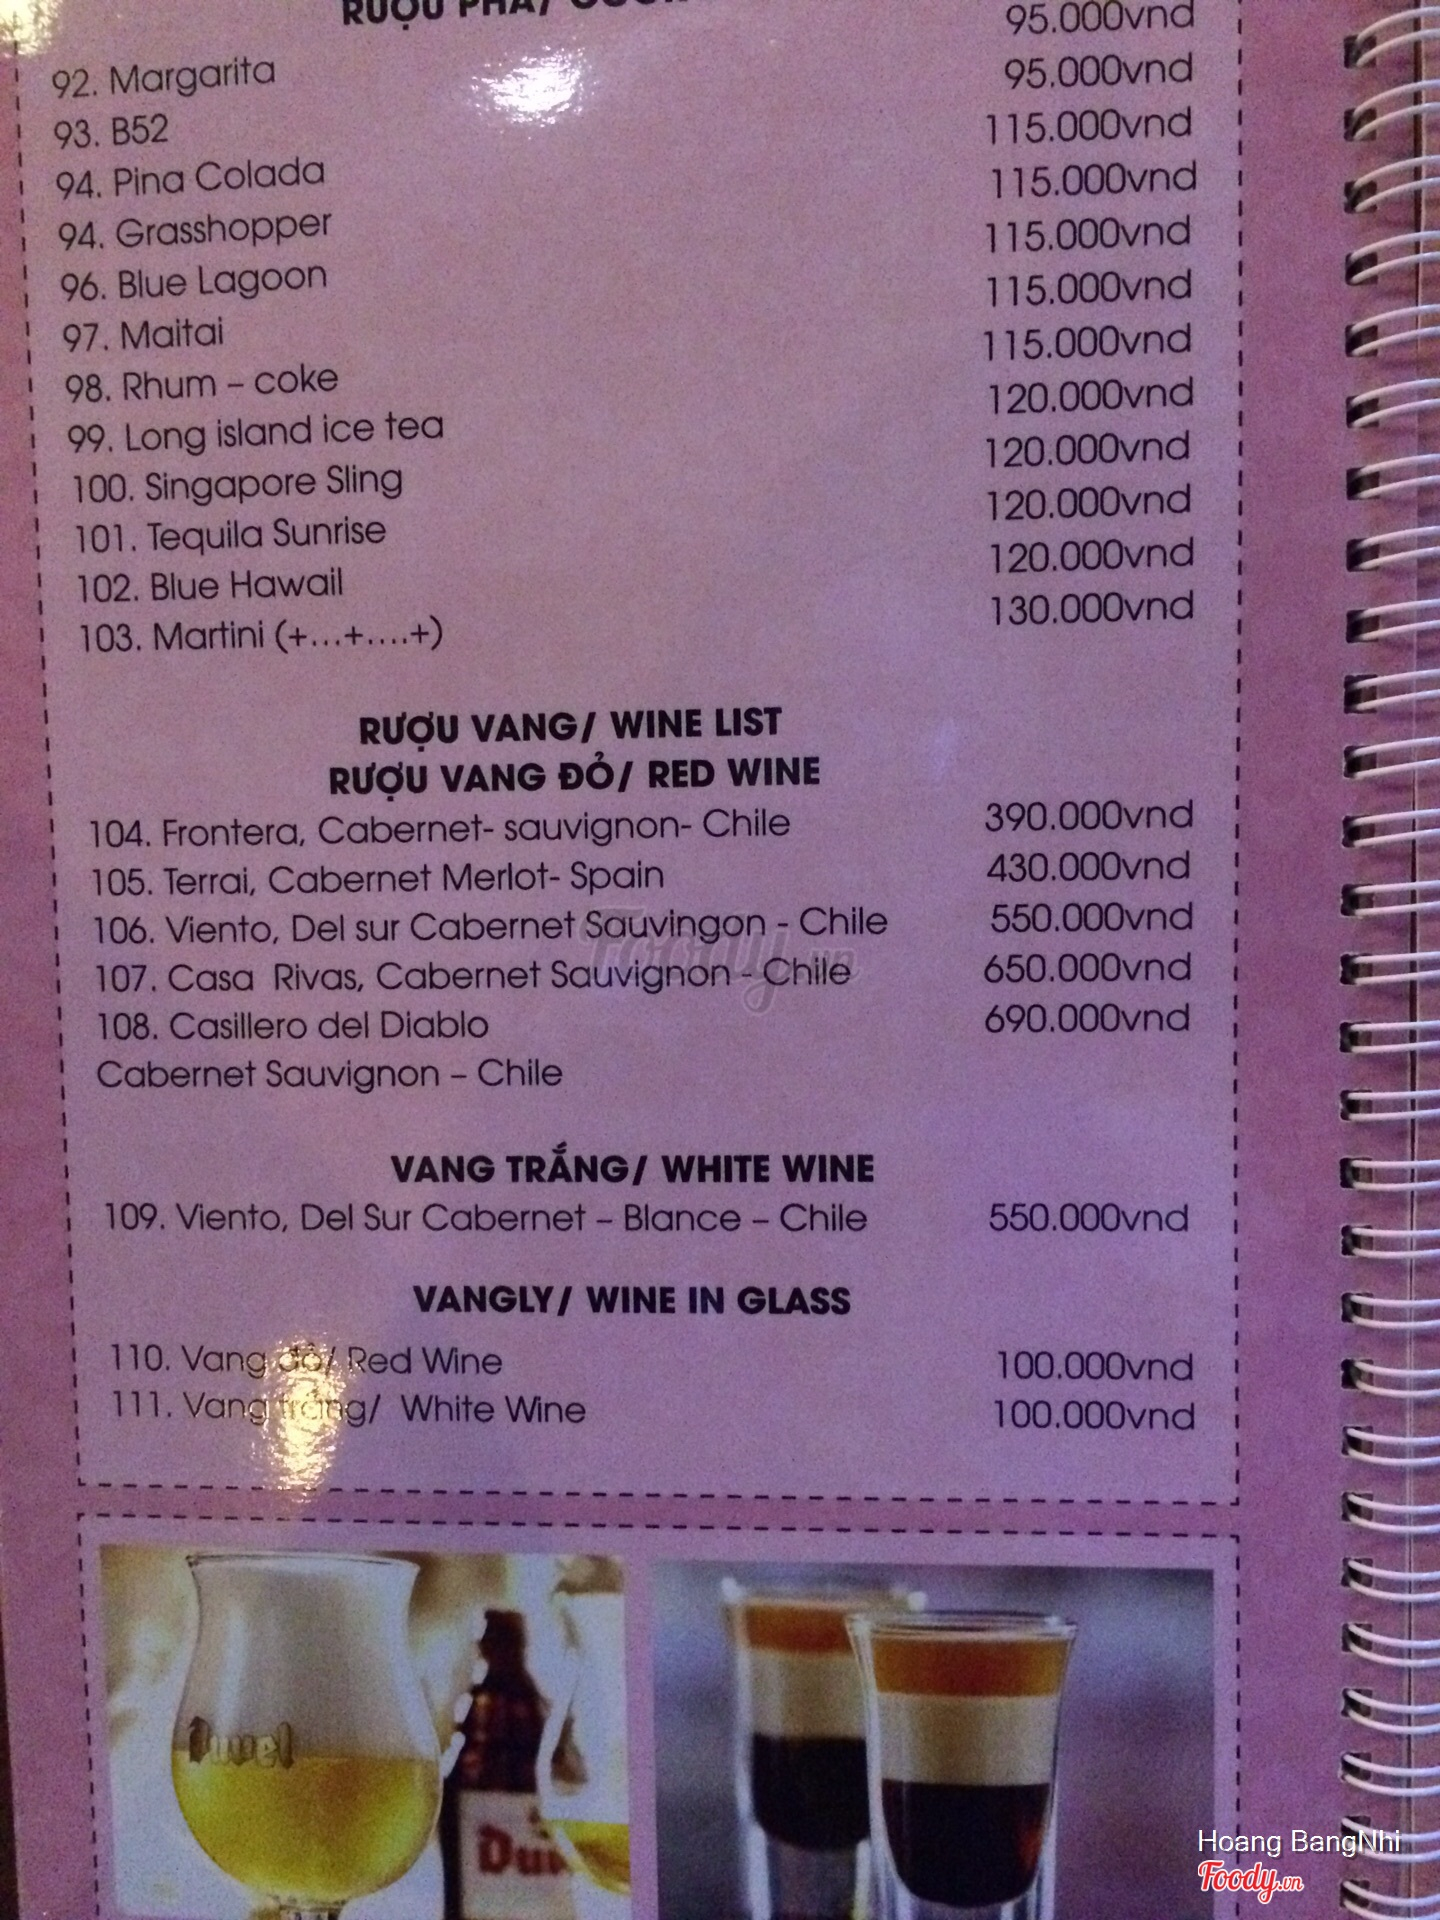 RƯỢU PHA/
92. Margarita 95.000vnd
93. B52 95.000vnd
94. Pina Colada 115.000vnd
94. Grasshopper 115.000vnd
96. Blue Lagoon 115.000vnd
97. Maitai 115.000vnd
98. Rhum – coke 115.000vnd
99. Long island ice tea 120.000vnd
100. Singapore Sling 120.000vnd
101. Tequila Sunrise 120.000vnd
102. Blue Hawail 120.000vnd
103. Martini (+...+....+) 130.000vnd
RƯỢU VANG/ WINE LIST
RƯỢU VANG ĐỎ/ RED WINE
104. Frontera, Cabernet- sauvignon- Chile 390.000vnd
105. Terrai, Cabernet Merlot- Spain 430.000vnd
106. Viento, Del sur Cabernet Sauvingon - Chile 550.000vnd
107. Casa Rivas, Cabernet Sauvignon - Chile 650.000vnd
108. Casillero del Diablo 690.000vnd
Cabernet Sauvignon – Chile
Foody.vn
VANG TRẮNG/ WHITE WINE
109. Viento, Del Sur Cabernet – Blance – Chile 550.000vnd
VANGLY/ WINE IN GLASS
110. Vang đỏ/ Red Wine 100.000vnd
111. Vang trắng/ White Wine 100.000vnd
Duvel
Hoang BangNhi
Foody.vn